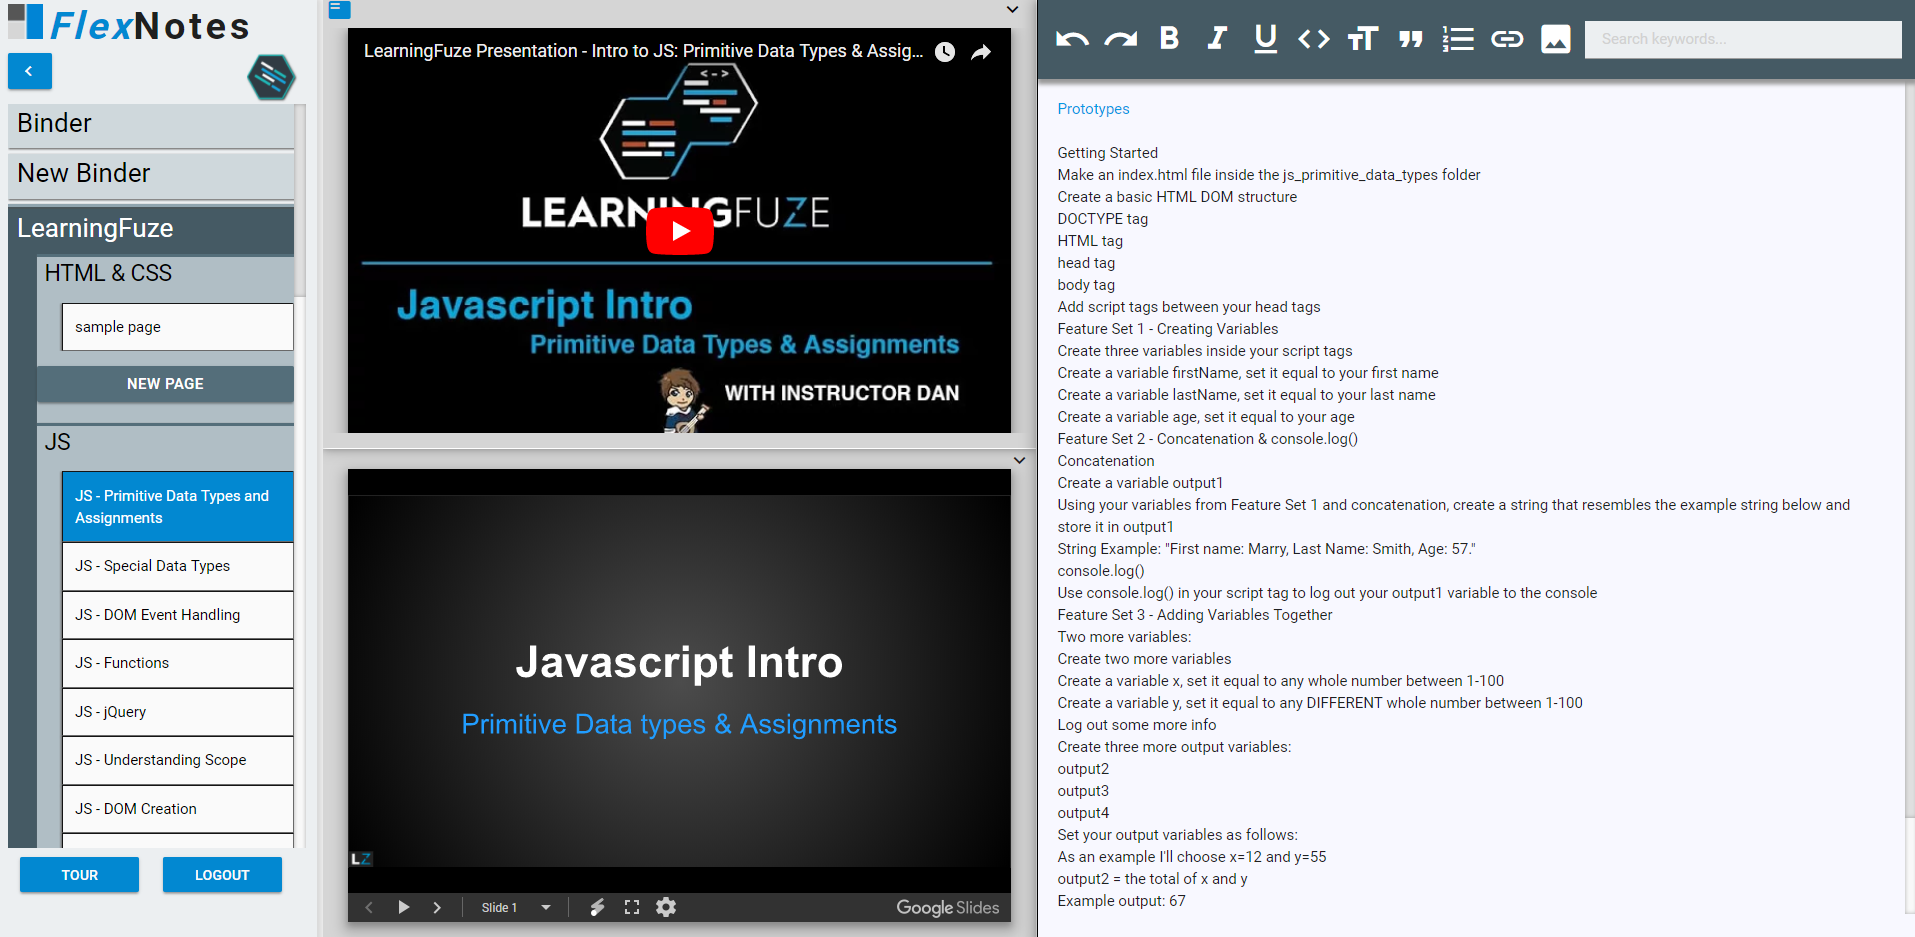 FlexNotes
Binder
New Binder
LearningFuze
HTML & CSS
sample page
NEW PAGE
JS
JS - Primitive Data Types and
Assignments
JS - Special Data Types
JS - DOM Event Handling
JS - Functions
JS - jQuery
JS - Understanding Scope
JS - DOM Creation
TOUR
LOGOUT
LearningFuze Presentation - Intro to JS: Primitive Data Types & Assig...
<->
LEARNINGFUZE
Javascript Intro
Primitive Data Types & Assignments
WITH INSTRUCTOR DAN
Javascript Intro
Primitive Data types & Assignments
LZ
Slide 1
Google Slides
Search keywords...
Prototypes
Getting Started
Make an index.html file inside the js_primitive_data_types folder
Create a basic HTML DOM structure
DOCTYPE tag
HTML tag
head tag
body tag
Add script tags between your head tags
Feature Set 1 - Creating Variables
Create three variables inside your script tags
Create a variable firstName, set it equal to your first name
Create a variable lastName, set it equal to your last name
Create a variable age, set it equal to your age
Feature Set 2 - Concatenation & console.log()
Concatenation
Create a variable output1
Using your variables from Feature Set 1 and concatenation, create a string that resembles the example string below and
store it in output1
String Example: "First name: Marry, Last Name: Smith, Age: 57."
console.log()
Use console.log() in your script tag to log out your output1 variable to the console
Feature Set 3 - Adding Variables Together
Two more variables:
Create two more variables
Create a variable x, set it equal to any whole number between 1-100
Create a variable y, set it equal to any DIFFERENT whole number between 1-100
Log out some more info
Create three more output variables:
output2
output3
output4
Set your output variables as follows:
As an example I'll choose x=12 and y=55
output2 = the total of x and y
Example output: 67